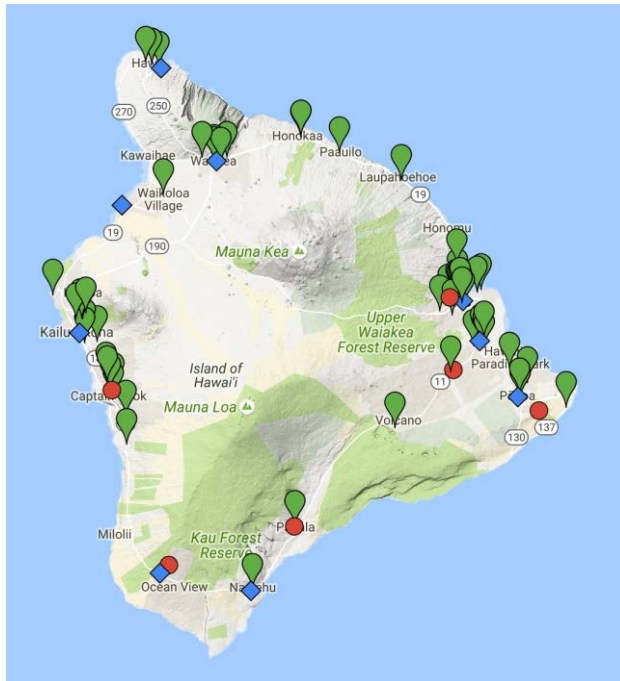 270
250
Honokaa
Paauilo
Kawaihae
Laupahoehoe
19
Waikoloa
Village
Honomu
19
190
Mauna Kea
Upper
Waiakea
Forest Reserve
Island of
Hawai'i
11
Mauna Loa
Volcano
137
130
Milolii
Kau Forest
Reserve
Ocean View